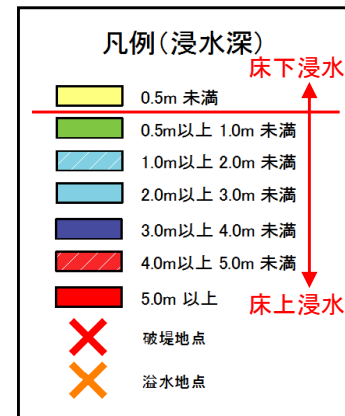 凡例（浸水深）
床下浸水
0.5m 未満
0.5m以上 1.0m 未満
1.0m以上 2.0m 未満
2.0m以上 3.0m 未満
3.0m以上 4.0m 未満
4.0m以上 5.0m 未満
5.0m 以上
床上浸水
破堤地点
溢水地点